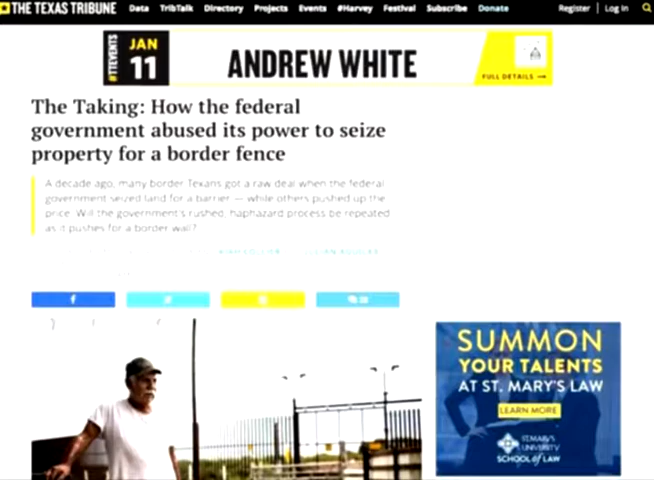 THE TEXAS TRIBUNE Data TribTalk Directory Projects Events #Harvey Festival Subscribe Donate Register | Log In
#TTEVENTS
JAN
11
ANDREW WHITE
FULL DETAILS →
The Taking: How the federal
government abused its power to seize
property for a border fence
A decade ago, many border Texans got a raw deal when the federal
government seized land for a barrier — while others pushed up the
price. Will the government's rushed, haphazard process be repeated
as it pushes for a border wall?
f
SUMMON
YOUR TALENTS
AT ST. MARY'S LAW
LEARN MORE
ST. MARY'S
UNIVERSITY
SCHOOL of LAW